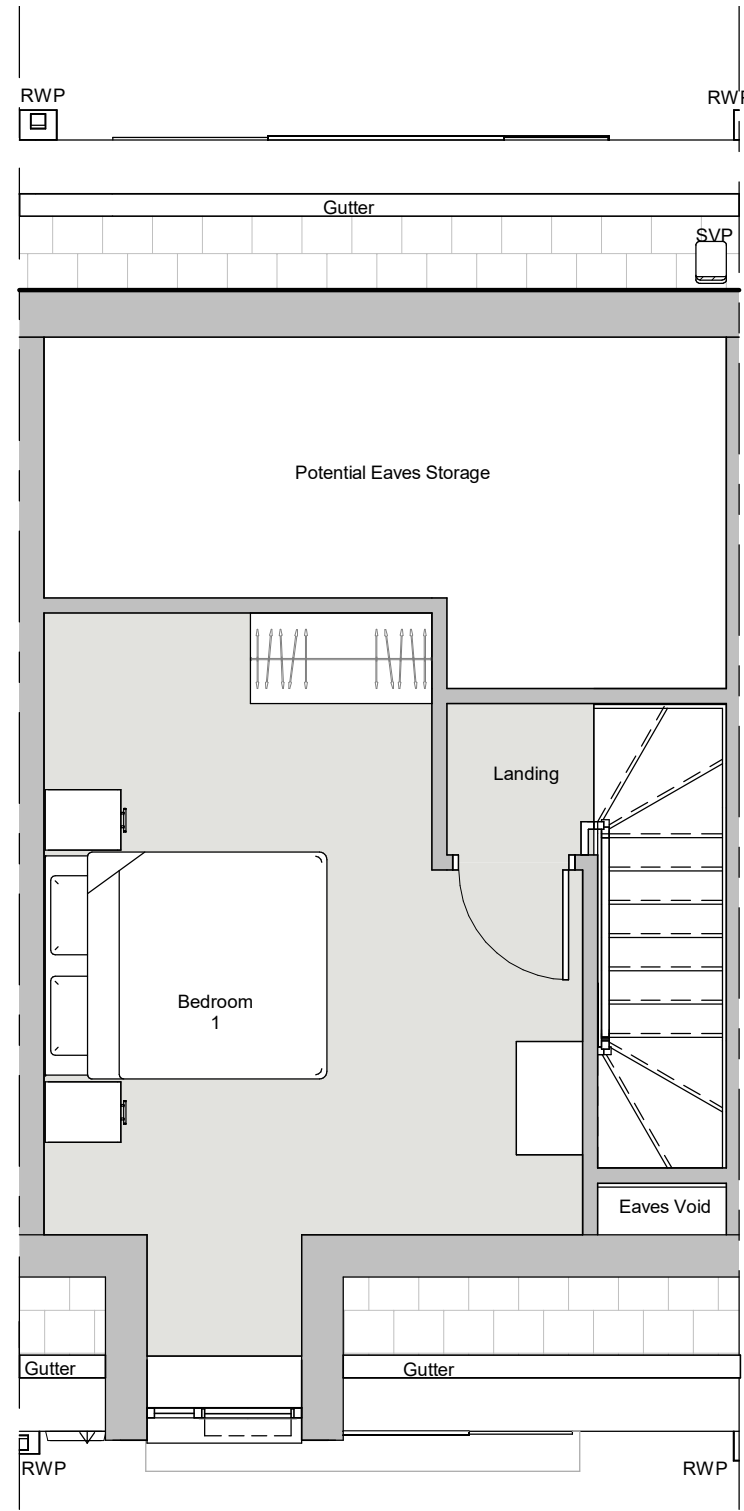 RWP
RWP
Gutter
SVP
Potential Eaves Storage
Landing
Bedroom
1
Eaves Void
Gutter
Gutter
RWP
RWP